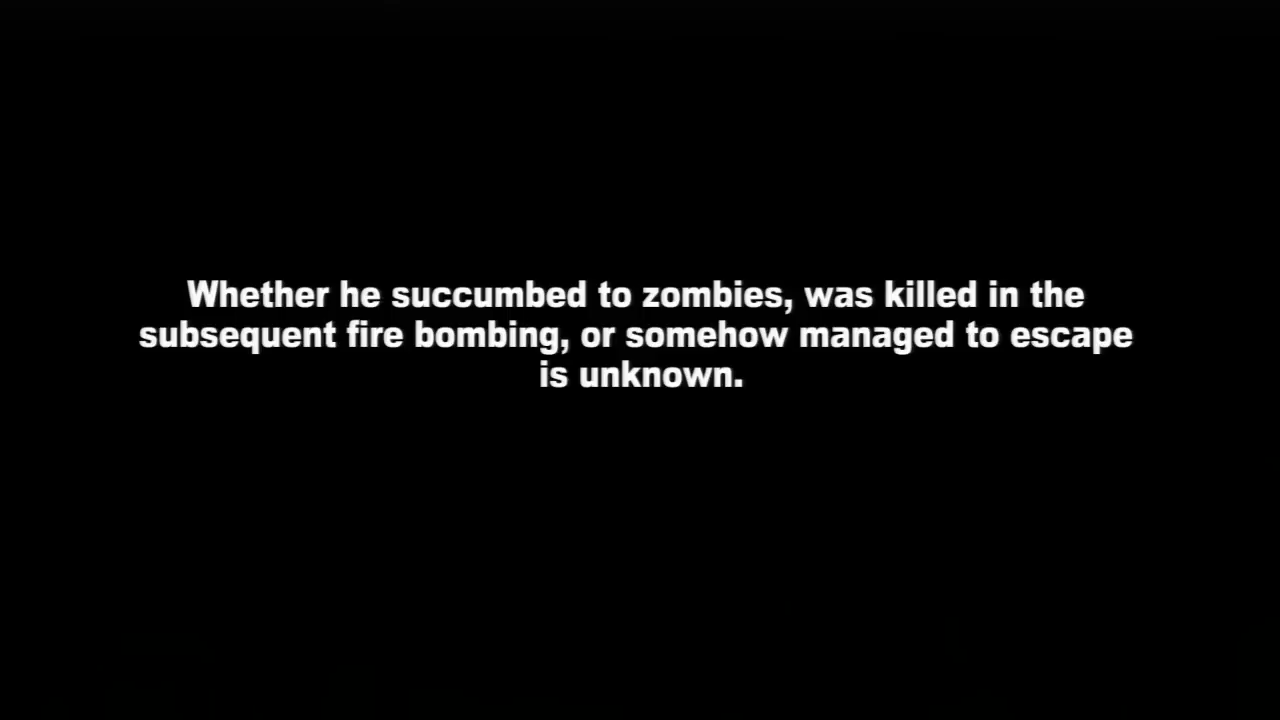 Whether he succumbed to zombies, was killed in the
subsequent fire bombing, or somehow managed to escape
is unknown.